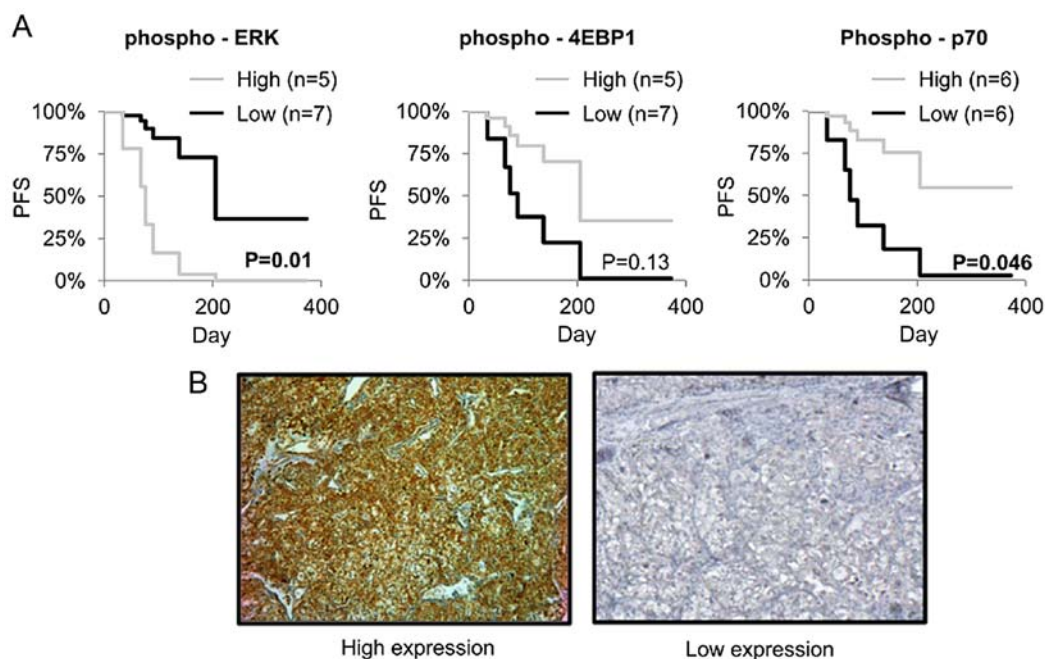 A
phospho - ERK
High (n=5)
Low (n=7)
100%
75%
50%
25%
0%
PFS
P=0.01
0
200
400
Day
phospho - 4EBP1
High (n=5)
Low (n=7)
100%
75%
50%
25%
0%
PFS
P=0.13
0
200
400
Day
Phospho - p70
High (n=6)
Low (n=6)
100%
75%
50%
25%
0%
PFS
P=0.046
0
200
400
Day
B
High expression
Low expression